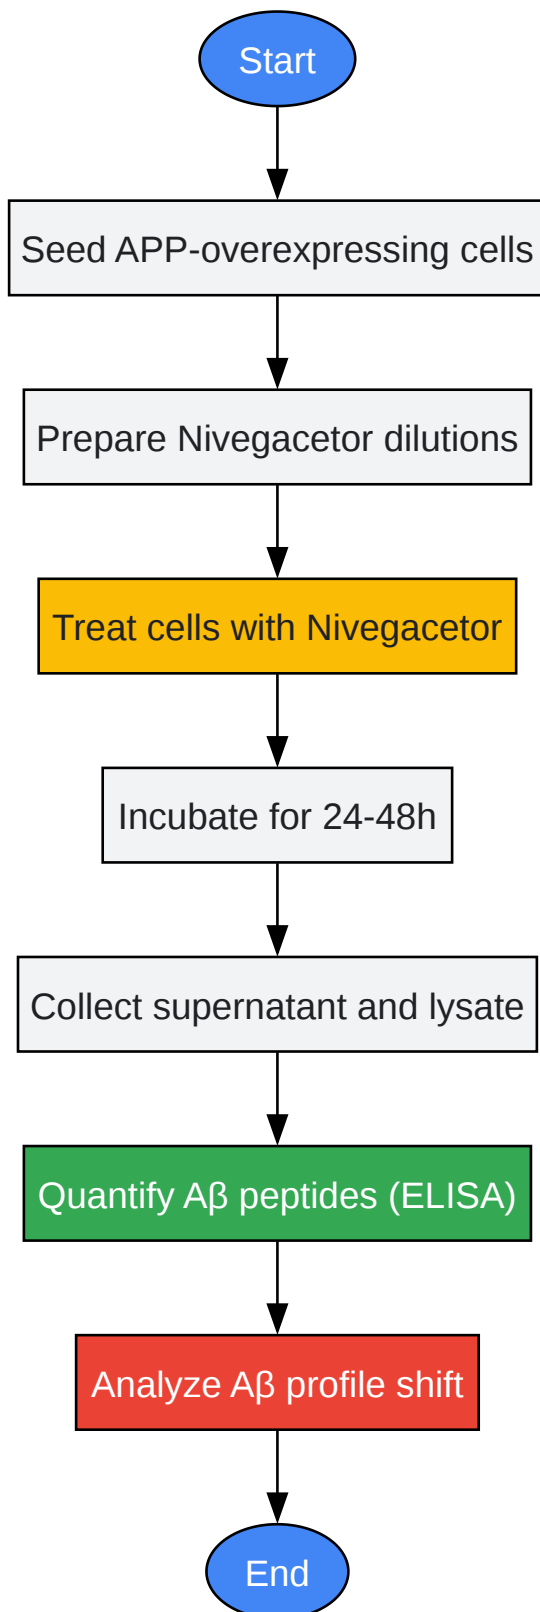 Start
Seed APP-overexpressing cells
Prepare Nivegacetor dilutions
Treat cells with Nivegacetor
Incubate for 24-48h
Collect supernatant and lysate
Quantify Aβ peptides (ELISA)
Analyze Aβ profile shift
End